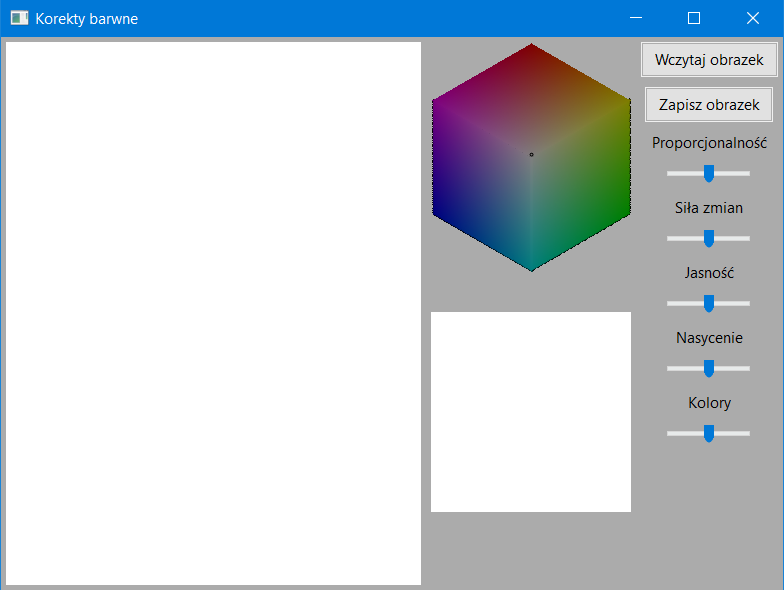 Korekty barwne
Wczytaj obrazek
Zapisz obrazek
Proporcjonalność
Siła zmian
Jasność
Nasycenie
Kolory